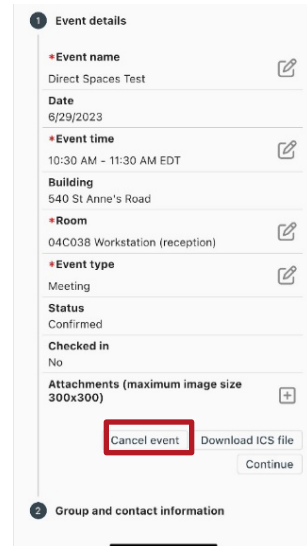 1 Event details
*Event name
Direct Spaces Test
Date
6/29/2023
*Event time
10:30 AM - 11:30 AM EDT
Building
540 St Anne's Road
*Room
04C038 Workstation (reception)
*Event type
Meeting
Status
Confirmed
Checked in
No
Attachments (maximum image size
300x300)
Cancel event Download ICS file
Continue
2 Group and contact information